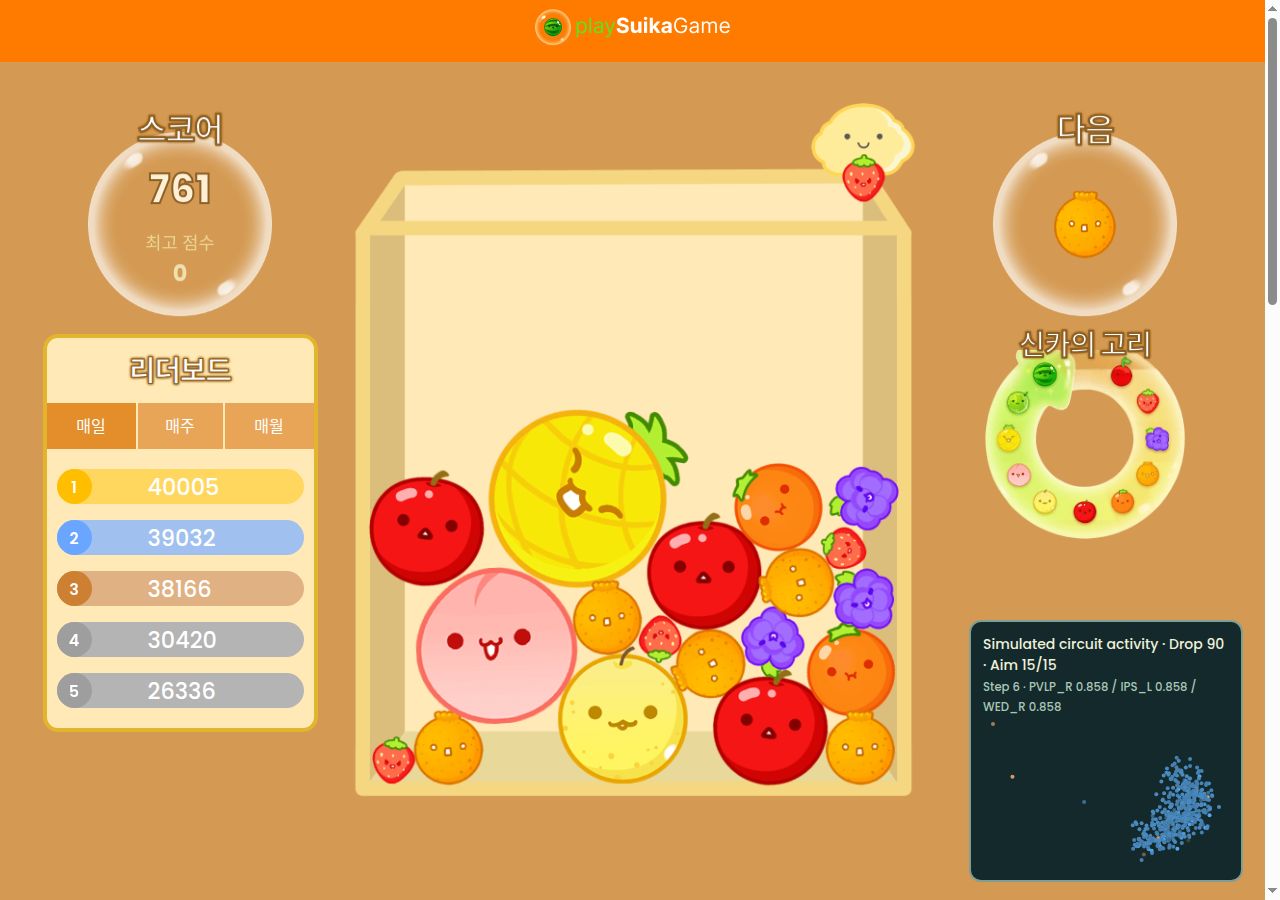 playSuikaGame
스코어
761
최고 점수
0
다음
신카의 고리
리더보드
매일
매주
매월
1 40005
2 39032
3 38166
4 30420
5 26336
Simulated circuit activity · Drop 90
· Aim 15/15
Step 6 · PVLP_R 0.858 / IPS_L 0.858 /
WED_R 0.858